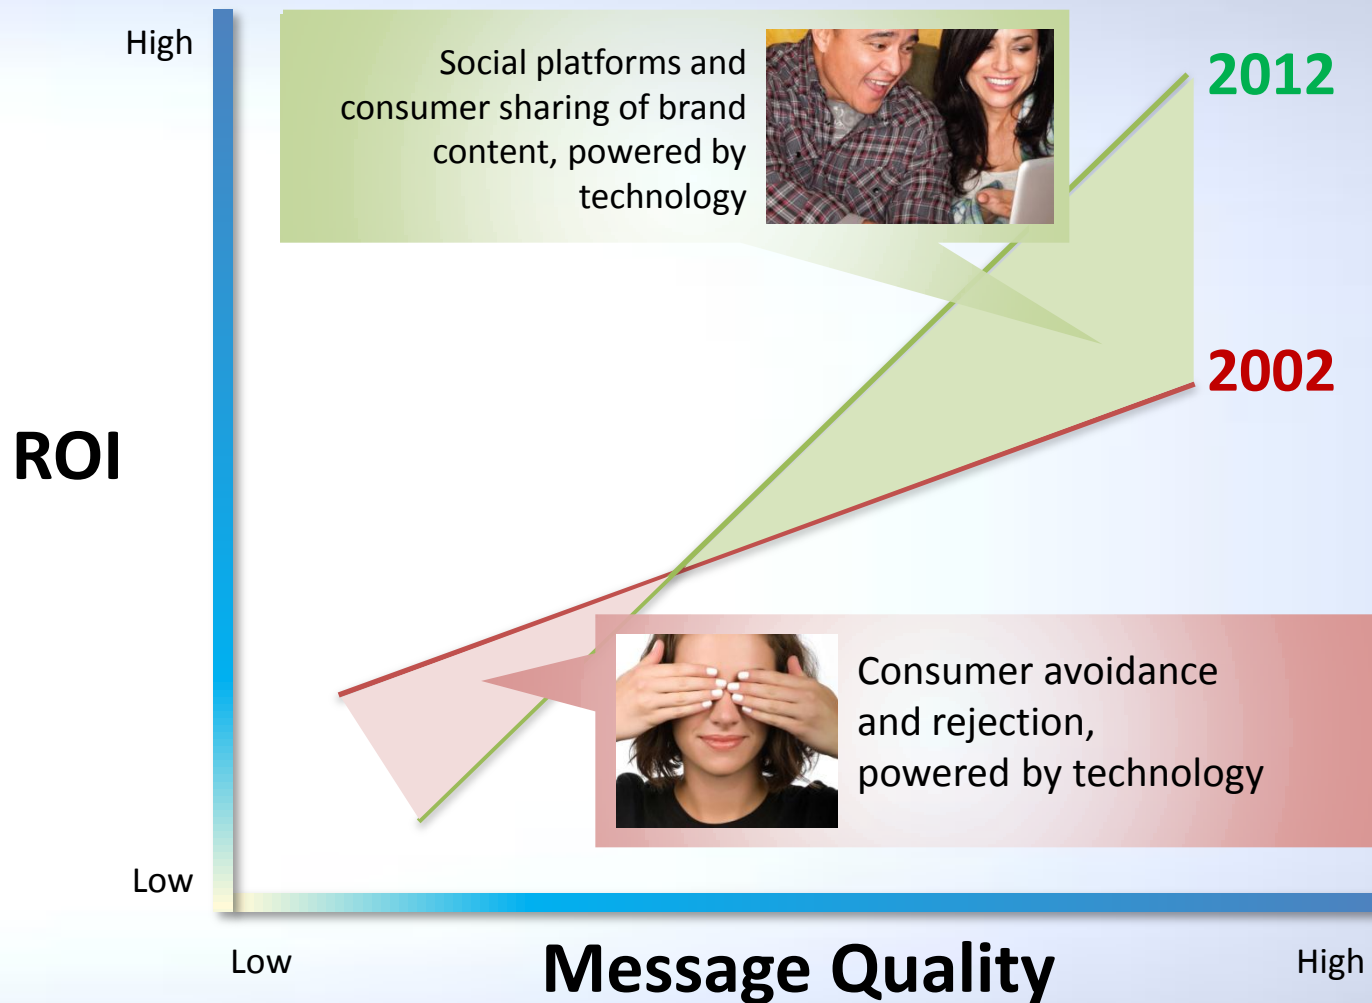 High
Social platforms and
consumer sharing of brand
content, powered by
technology
2012
2002
ROI
Consumer avoidance
and rejection,
powered by technology
Low
Low
Message Quality
High